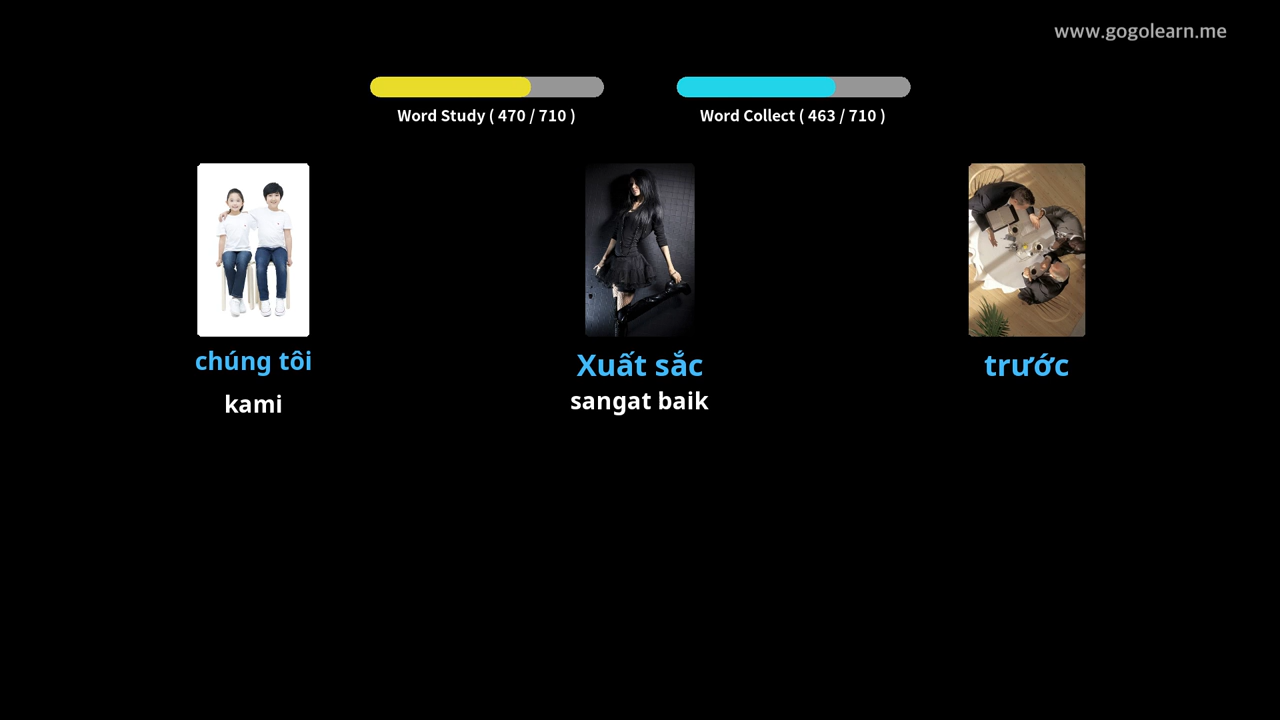 www.gogolearn.me
Word Study ( 470 / 710 )
Word Collect ( 463 / 710 )
chúng tôi
kami
Xuất sắc
sangat baik
trước